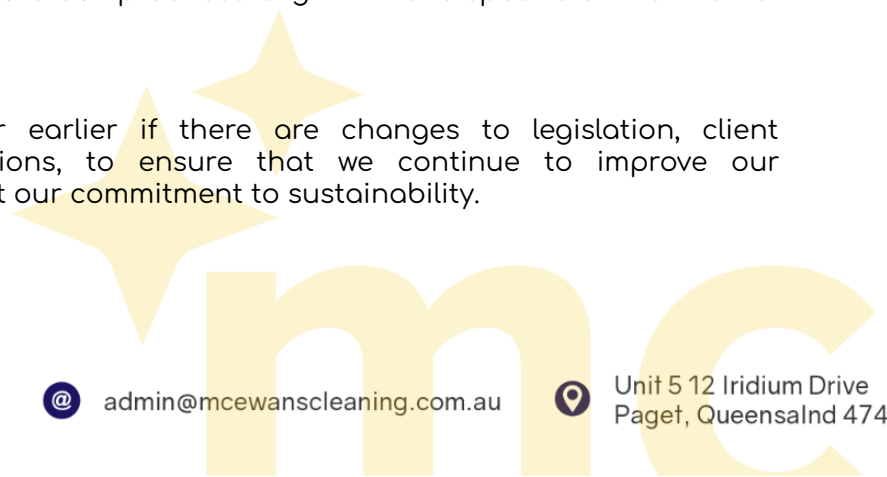 r earlier if there are changes to legislation, client
ions, to ensure that we continue to improve our
t our commitment to sustainability.
mc
@ admin@mcewanscleaning.com.au
Unit 5 12 Iridium Drive
Paget, Queensalnd 474